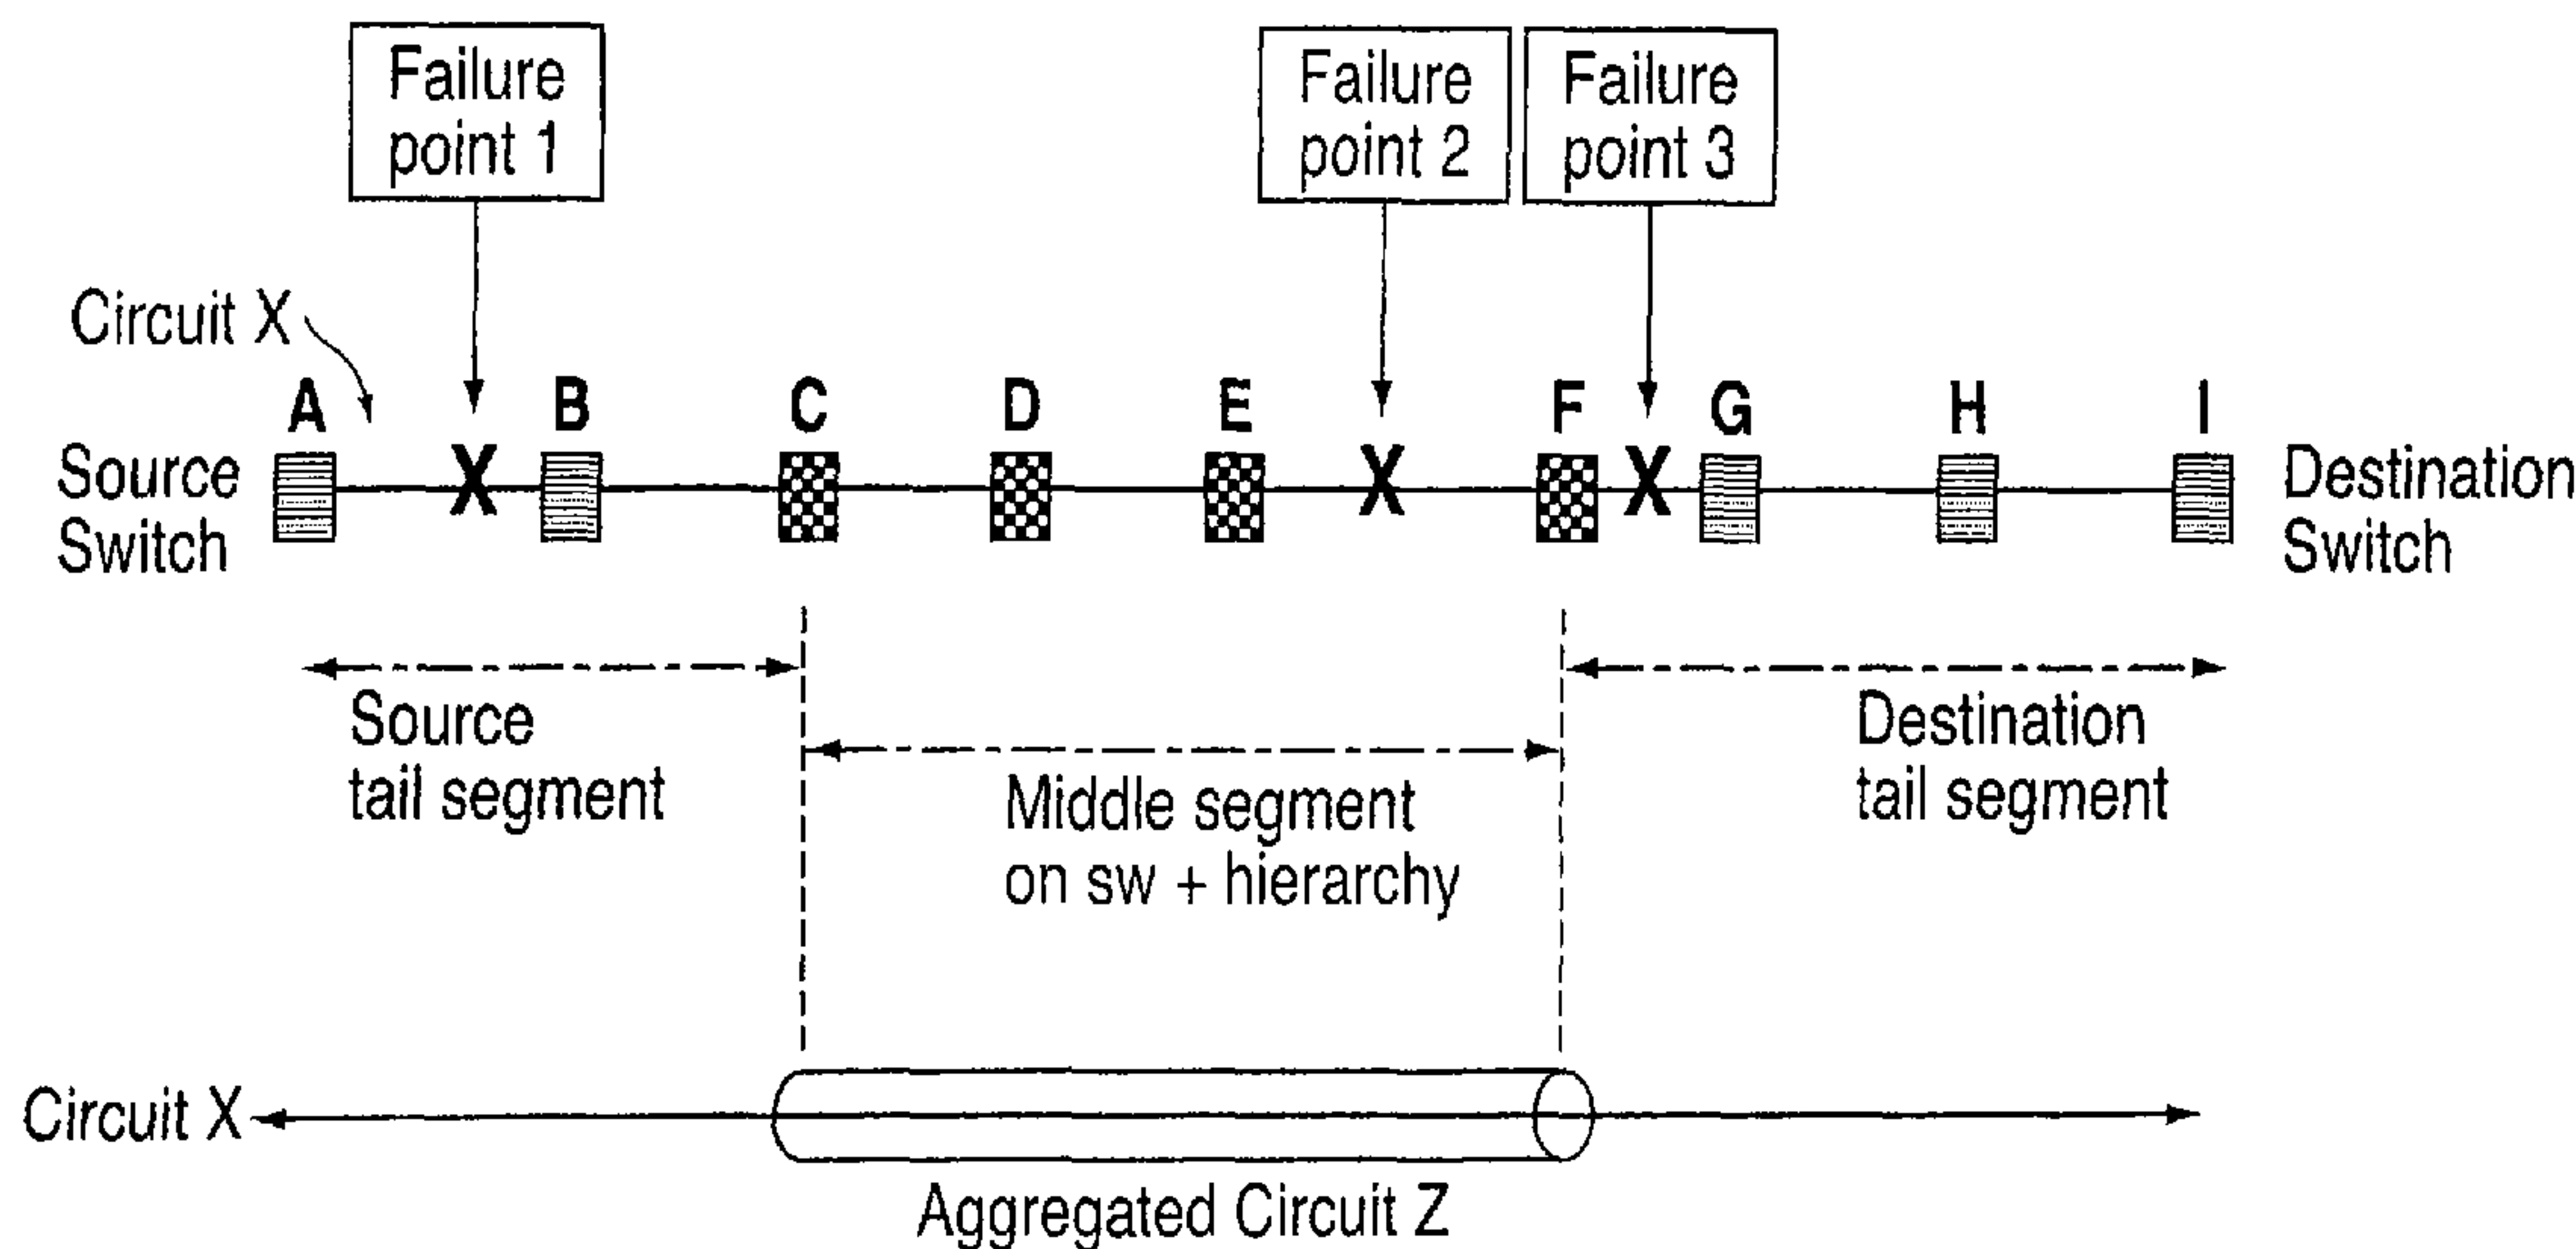 Failure
point 1
Failure
point 2
Failure
point 3
Circuit X
A
B
C
D
E
F
G
H
I
X
X
X
Source
Switch
Destination
Switch
Source
tail segment
Middle segment
on sw + hierarchy
Destination
tail segment
Circuit X
Aggregated Circuit Z